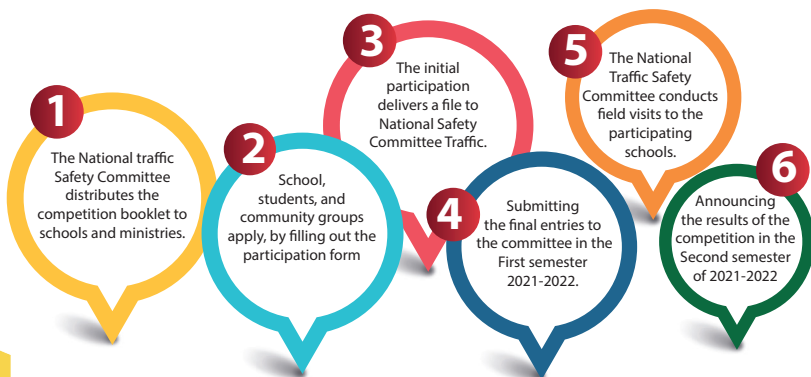 1
The National traffic
Safety Committee
distributes the
competition booklet to
schools and ministries.
2
School,
students, and
community groups
apply, by filling out the
participation form
3
The initial
participation
delivers a file to
National Safety
Committee Traffic.
4
Submitting
the final entries to
the committee in the
First semester
2021-2022.
5
The National
Traffic Safety
Committee conducts
field visits to the
participating
schools.
6
Announcing
the results of the
competition in the
Second semester
of 2021-2022